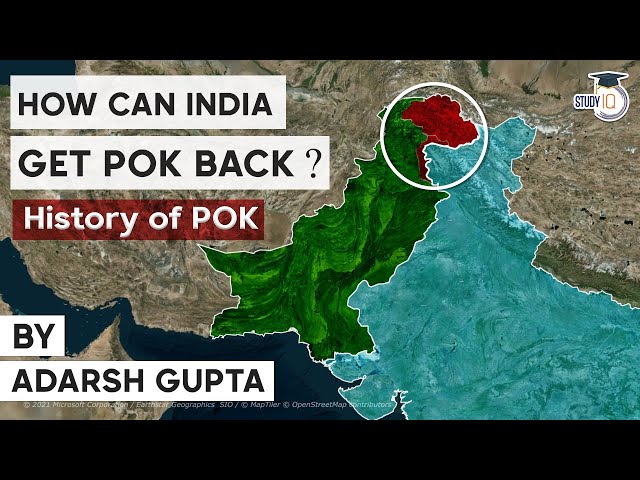 STUDY IQ
HOW CAN INDIA
GET POK BACK ?
History of POK
BY
ADARSH GUPTA
© 2021 Microsoft Corporation / Earthstar Geographics SIO / © MapTiler © OpenStreetMap contributors